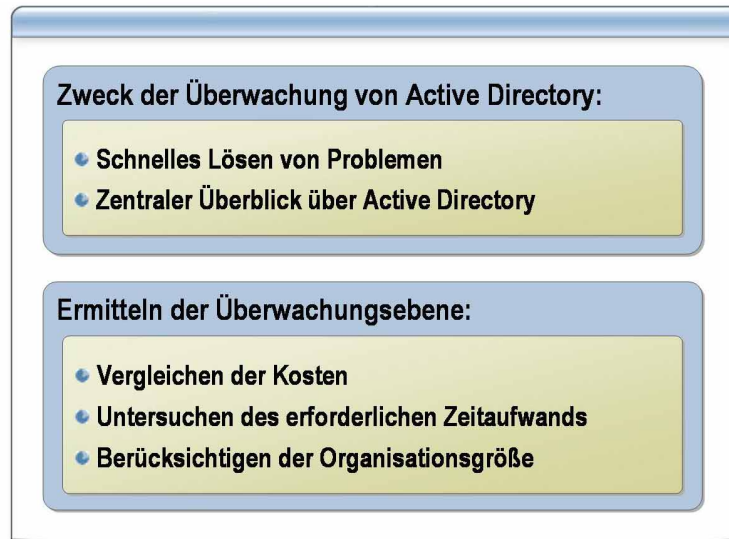 Zweck der Überwachung von Active Directory:
Schnelles Lösen von Problemen
Zentraler Überblick über Active Directory
Ermitteln der Überwachungsebene:
Vergleichen der Kosten
Untersuchen des erforderlichen Zeitaufwands
Berücksichtigen der Organisationsgröße